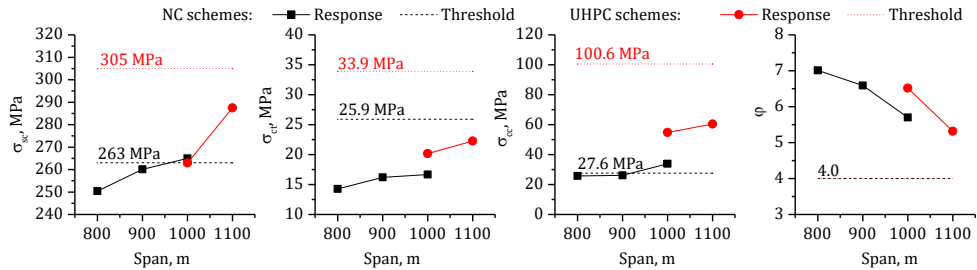 NC schemes: Response Threshold UHPC schemes: Response Threshold
320
310
300
290
280
270
260
250
240
305 MPa
263 MPa
σsc, MPa
800 900 1000 1100
Span, m
40
35
30
25
20
15
10
33.9 MPa
25.9 MPa
σct, MPa
800 900 1000 1100
Span, m
120
100
80
60
40
20
0
100.6 MPa
27.6 MPa
σcc, MPa
800 900 1000 1100
Span, m
8
7
6
5
4
3
4.0
φ
800 900 1000 1100
Span, m